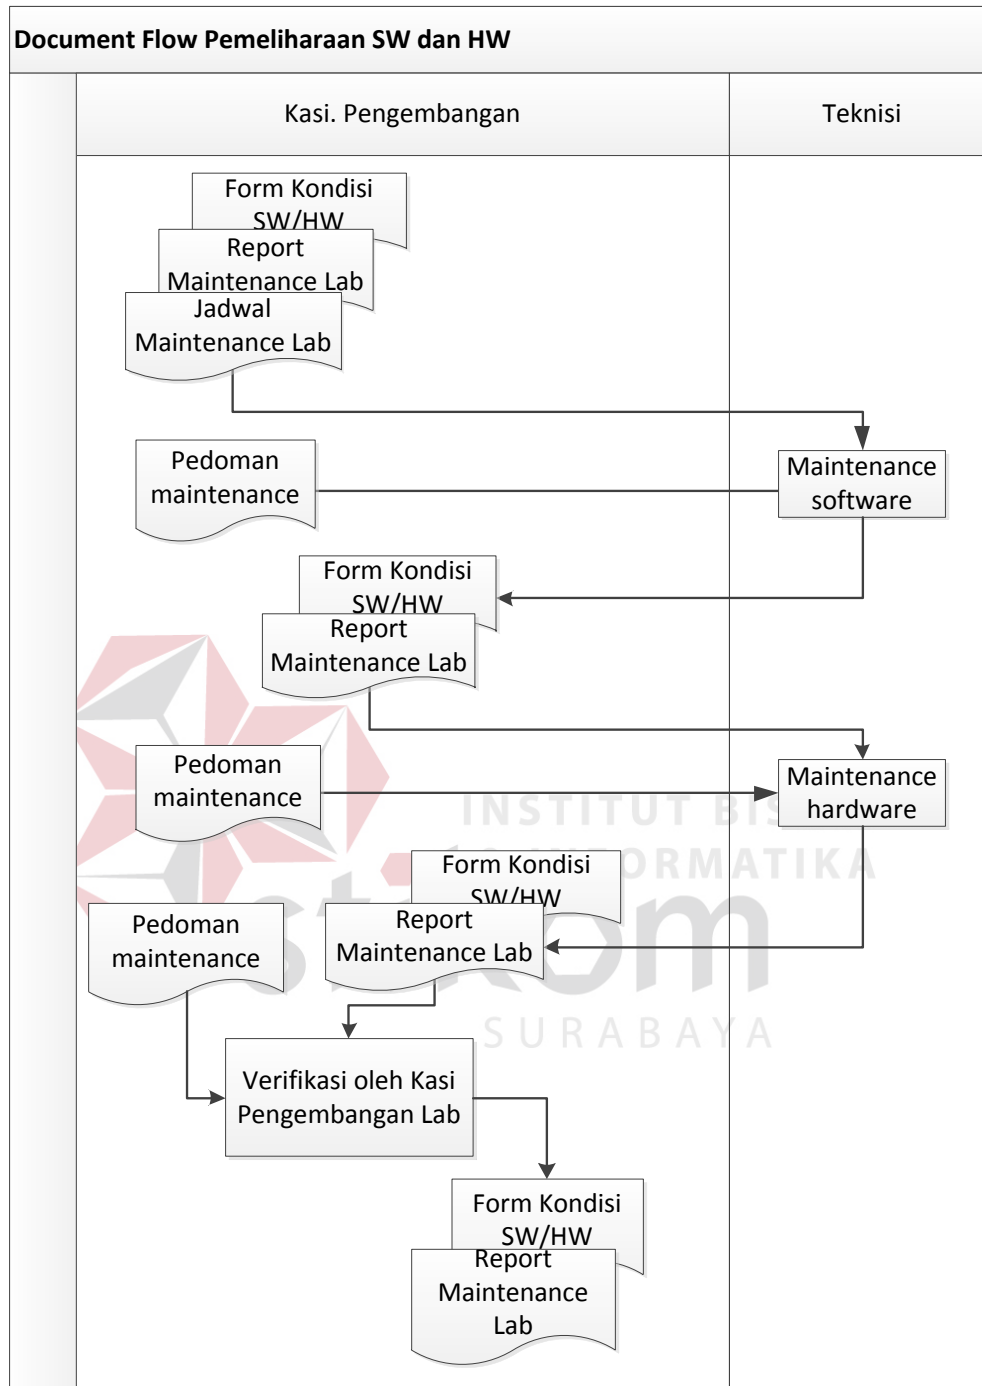 Document Flow Pemeliharaan SW dan HW
Kasi. Pengembangan
Teknisi
Form Kondisi
SW/HW
Report
Maintenance Lab
Jadwal
Maintenance Lab
Pedoman
maintenance
Maintenance
software
Form Kondisi
SW/HW
Report
Maintenance Lab
Pedoman
maintenance
Maintenance
hardware
INSTITUT BIS
INFORMATIKA
Form Kondisi
SW/HW
Report
Maintenance Lab
Pedoman
maintenance
stikom
SURABAYA
Verifikasi oleh Kasi
Pengembangan Lab
Form Kondisi
SW/HW
Report
Maintenance
Lab